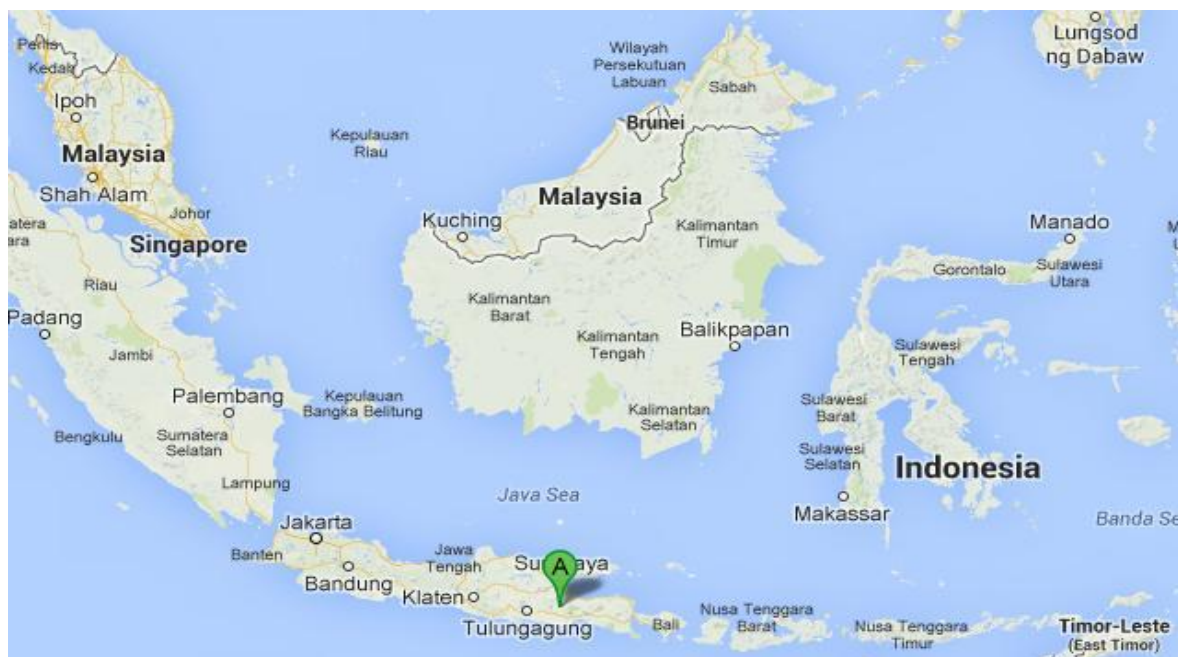 Lungsod
ng Dabaw
Perlis
Kedah
Wilayah
Persekutuan
Labuan
Sabah
Ipoh
Brunei
Kepulauan
Riau
Malaysia
Shah Alam
Malaysia
Johor
Kuching
Kalimantan
Timur
Manado
Singapore
Gorontalo
Sulawesi
Utara
Riau
Kalimantan
Barat
Padang
Balikpapan
Kalimantan
Tengah
Jambi
Sulawesi
Tengah
Palembang
Kepulauan
Bangka Belitung
Sulawesi
Barat
Kalimantan
Selatan
Bengkulu
Sumatera
Selatan
Sulawesi
Selatan
Indonesia
Lampung
Java Sea
Makassar
Jakarta
Banda
Banten
Jawa
Tengah
A
Bandung
Klaten
Tulungagung
Bali
Nusa Tenggara
Barat
Nusa Tenggara
Timur
Timor-Leste
(East Timor)